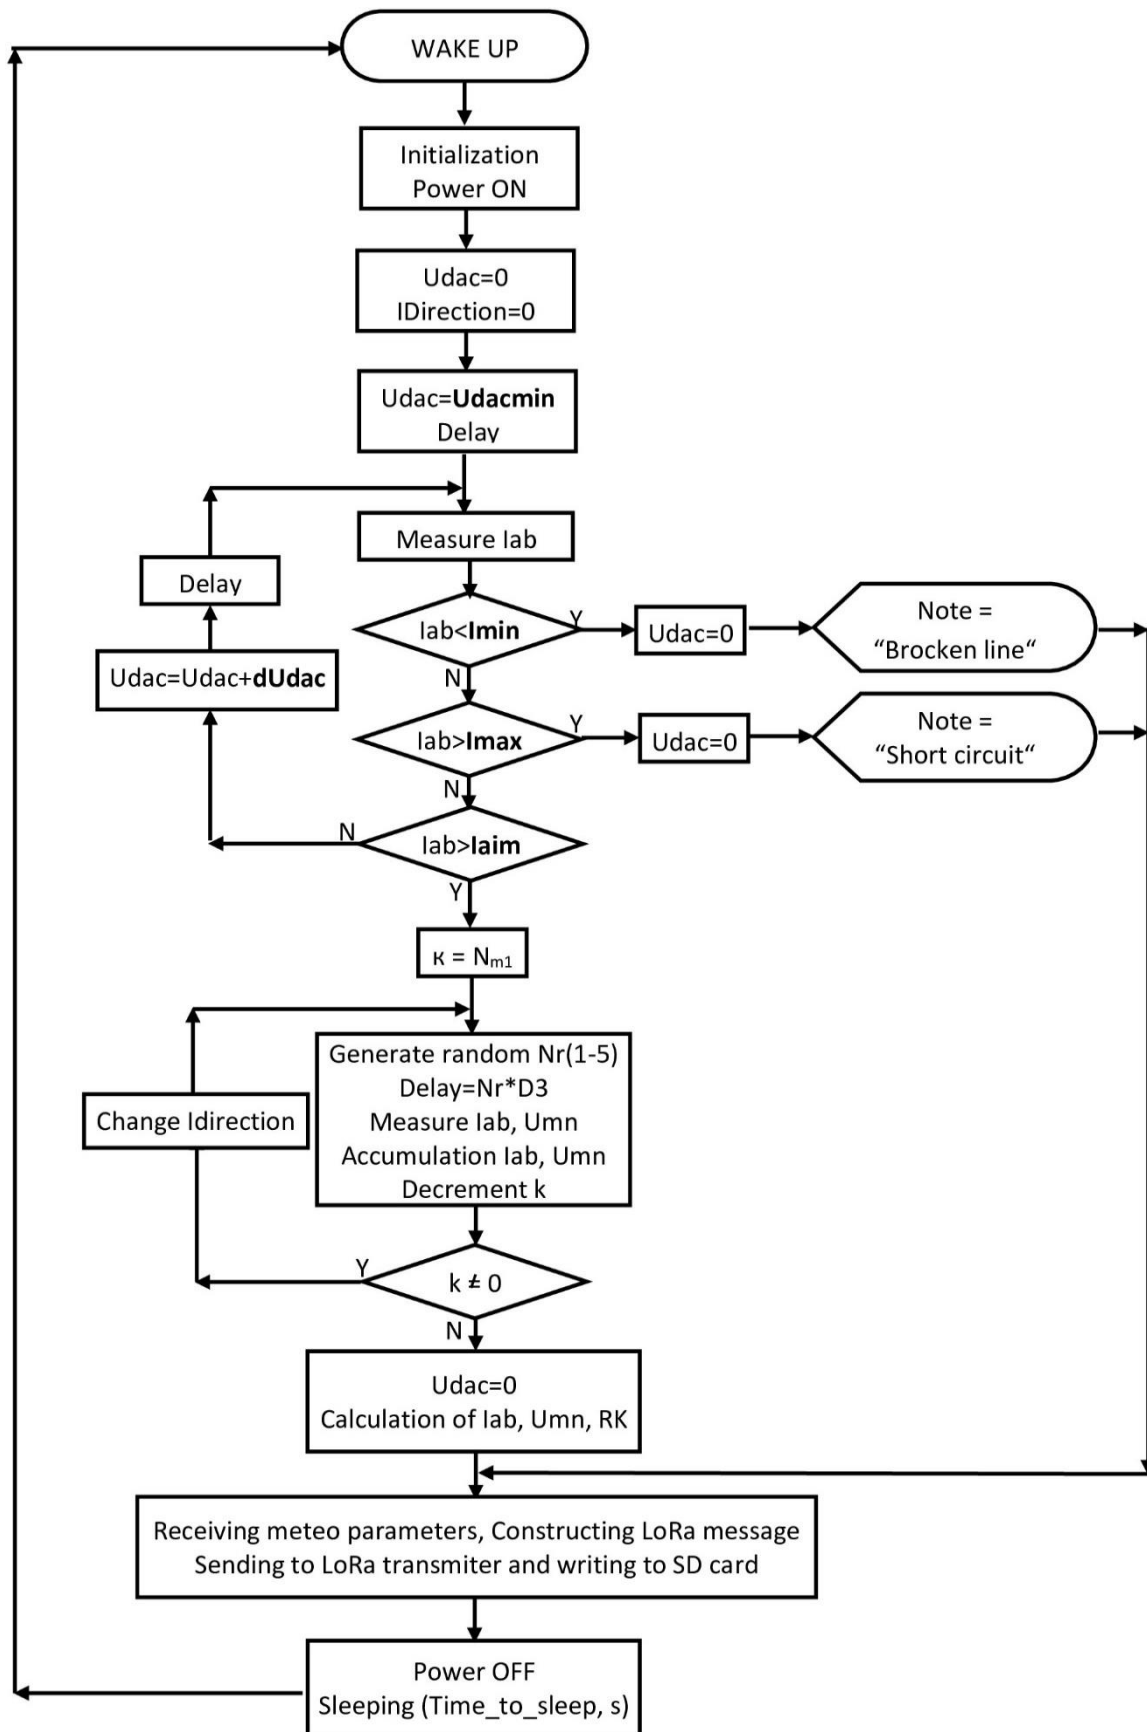 WAKE UP
Initialization
Power ON
Udac=0
IDirection=0
Udac=Udacmin
Delay
Measure Iab
Delay
Udac=Udac+dUdac
Iab<Imin
Y
N
Udac=0
Note =
“Brocken line“
Iab>Imax
Y
N
Udac=0
Note =
“Short circuit“
Iab>Iaim
N
Y
κ = Nm1
Generate random Nr(1-5)
Delay=Nr*D3
Measure Iab, Umn
Accumulation Iab, Umn
Decrement k
Change Idirection
k ≠ 0
Y
N
Udac=0
Calculation of Iab, Umn, RK
Receiving meteo parameters, Constructing LoRa message
Sending to LoRa transmiter and writing to SD card
Power OFF
Sleeping (Time_to_sleep, s)